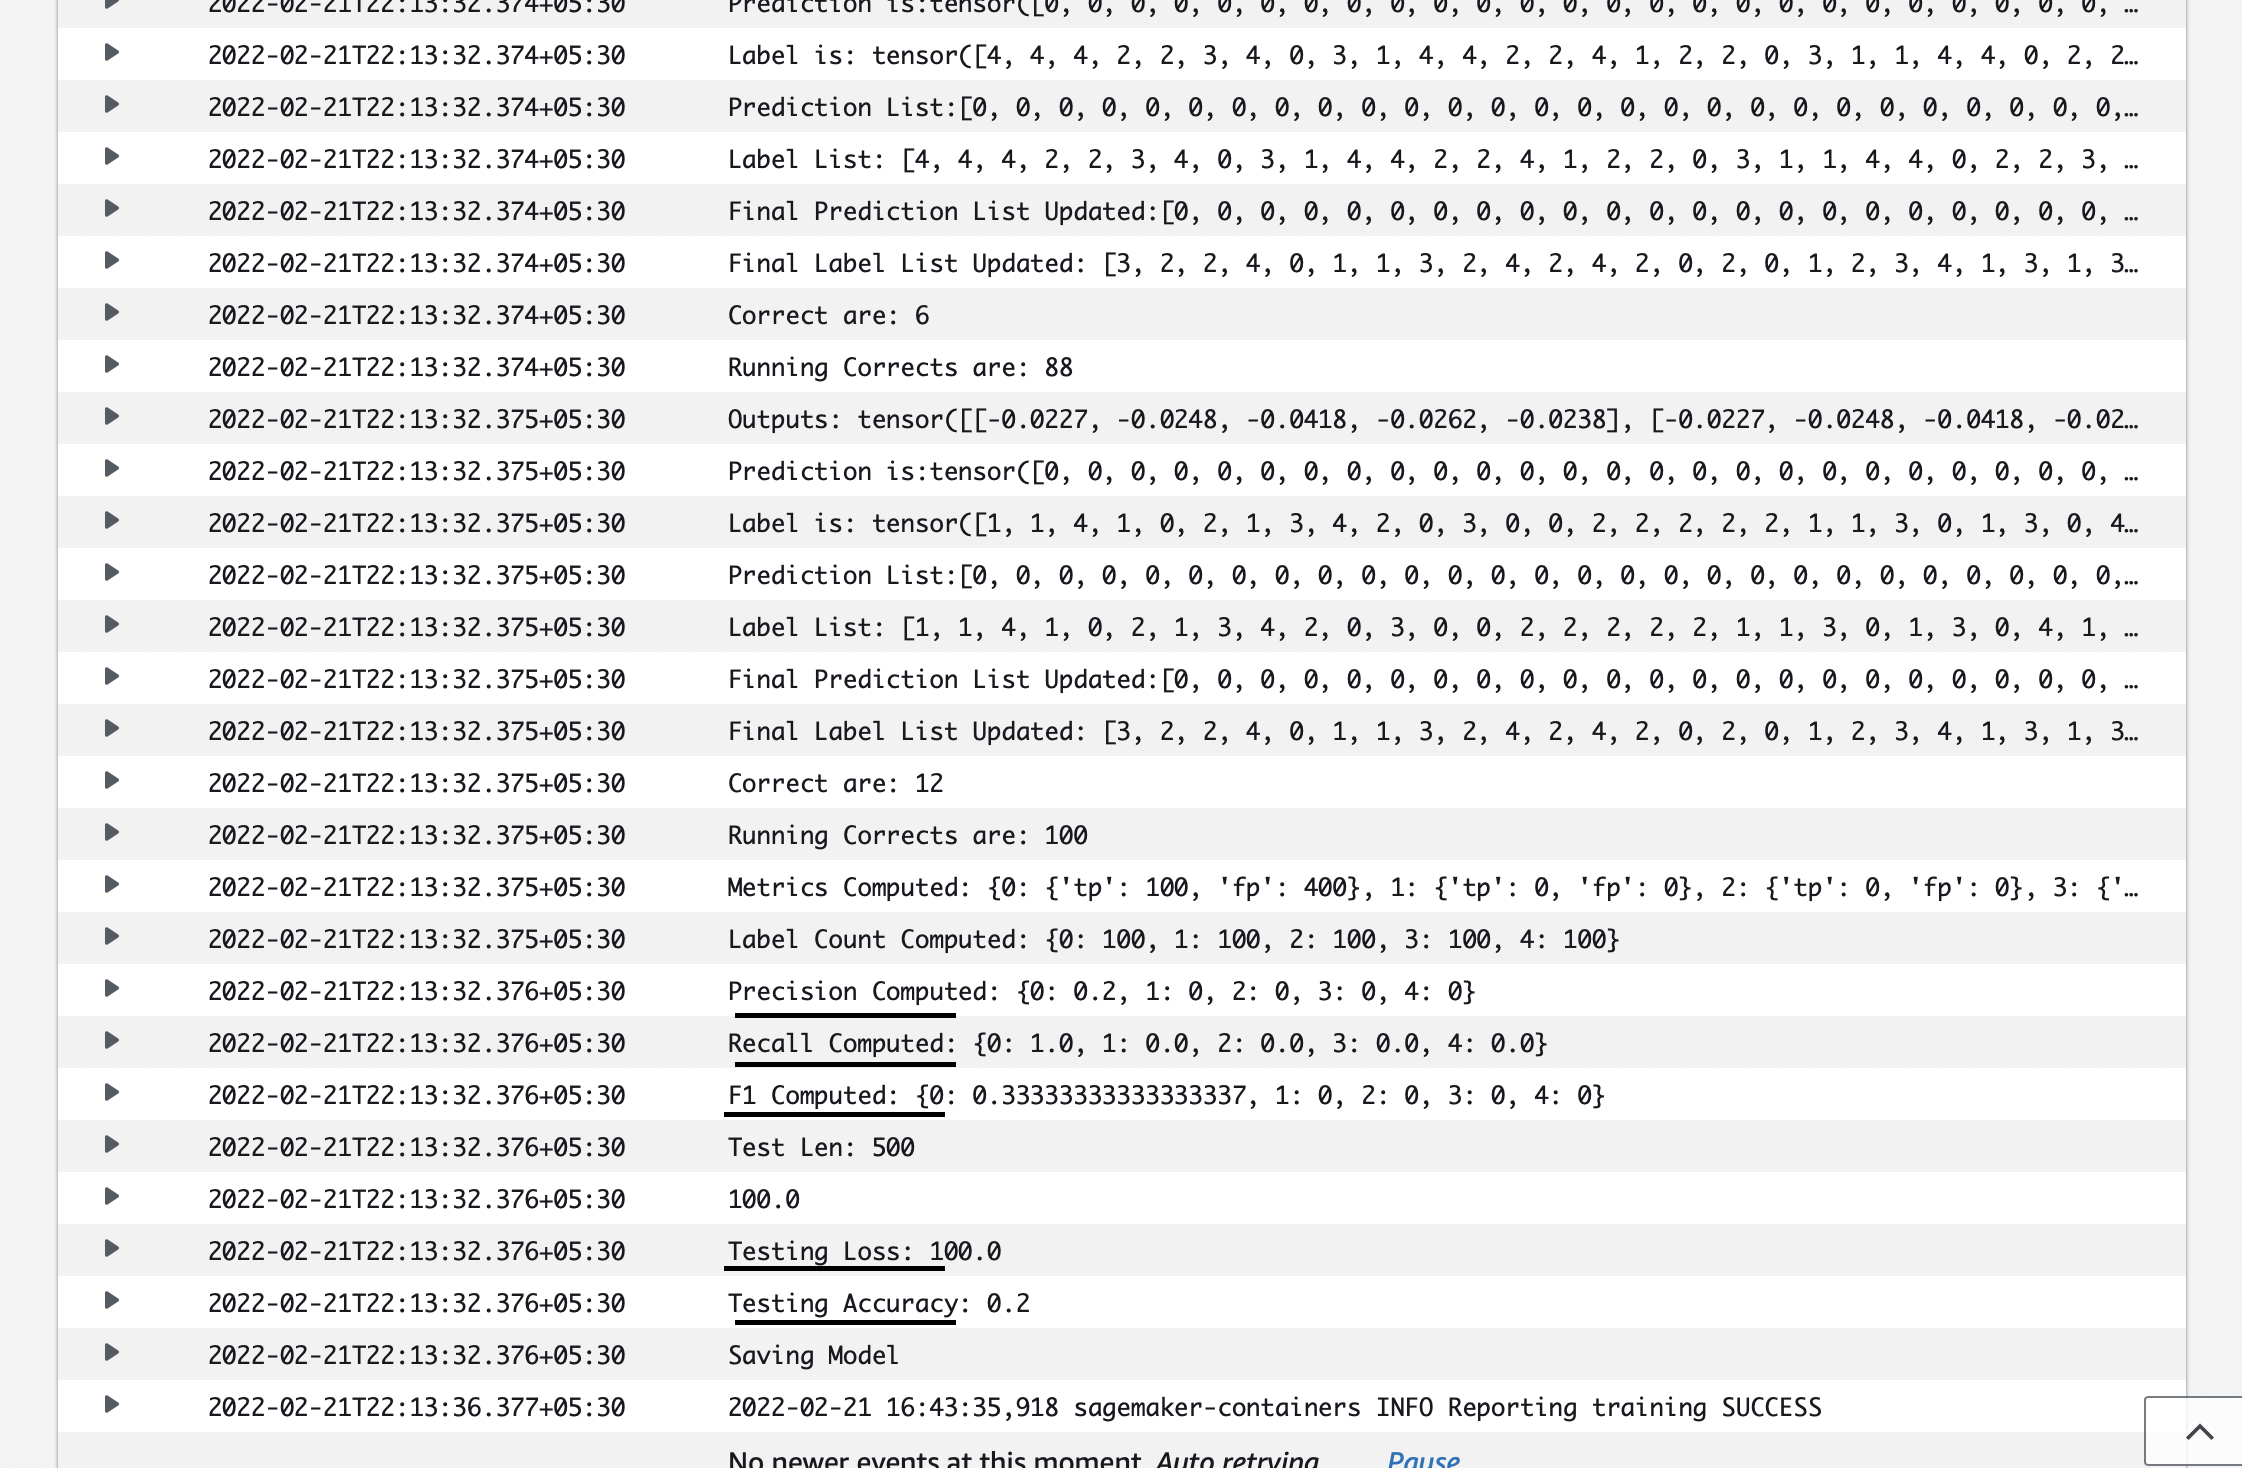 2022-02-21T22:13:32.374+05:30 Prediction is:tensor([0, 0, 0, 0, 0, 0, 0, 0, 0, 0, 0, 0, 0, 0, 0, 0, 0, 0, 0, 0, 0, 0, 0, 0, 0, …
2022-02-21T22:13:32.374+05:30 Label is: tensor([4, 4, 4, 2, 2, 3, 4, 0, 3, 1, 4, 4, 2, 2, 4, 1, 2, 2, 0, 3, 1, 1, 4, 4, 0, 2, 2…
2022-02-21T22:13:32.374+05:30 Prediction List:[0, 0, 0, 0, 0, 0, 0, 0, 0, 0, 0, 0, 0, 0, 0, 0, 0, 0, 0, 0, 0, 0, 0, 0, 0, 0, 0,…
2022-02-21T22:13:32.374+05:30 Label List: [4, 4, 4, 2, 2, 3, 4, 0, 3, 1, 4, 4, 2, 2, 4, 1, 2, 2, 0, 3, 1, 1, 4, 4, 0, 2, 2, 3, …
2022-02-21T22:13:32.374+05:30 Final Prediction List Updated:[0, 0, 0, 0, 0, 0, 0, 0, 0, 0, 0, 0, 0, 0, 0, 0, 0, 0, 0, 0, 0, 0, …
2022-02-21T22:13:32.374+05:30 Final Label List Updated: [3, 2, 2, 4, 0, 1, 1, 3, 2, 4, 2, 4, 2, 0, 2, 0, 1, 2, 3, 4, 1, 3, 1, 3…
2022-02-21T22:13:32.374+05:30 Correct are: 6
2022-02-21T22:13:32.374+05:30 Running Corrects are: 88
2022-02-21T22:13:32.375+05:30 Outputs: tensor([[-0.0227, -0.0248, -0.0418, -0.0262, -0.0238], [-0.0227, -0.0248, -0.0418, -0.02…
2022-02-21T22:13:32.375+05:30 Prediction is:tensor([0, 0, 0, 0, 0, 0, 0, 0, 0, 0, 0, 0, 0, 0, 0, 0, 0, 0, 0, 0, 0, 0, 0, 0, 0, …
2022-02-21T22:13:32.375+05:30 Label is: tensor([1, 1, 4, 1, 0, 2, 1, 3, 4, 2, 0, 3, 0, 0, 2, 2, 2, 2, 2, 1, 1, 3, 0, 1, 3, 0, 4…
2022-02-21T22:13:32.375+05:30 Prediction List:[0, 0, 0, 0, 0, 0, 0, 0, 0, 0, 0, 0, 0, 0, 0, 0, 0, 0, 0, 0, 0, 0, 0, 0, 0, 0, 0,…
2022-02-21T22:13:32.375+05:30 Label List: [1, 1, 4, 1, 0, 2, 1, 3, 4, 2, 0, 3, 0, 0, 2, 2, 2, 2, 2, 1, 1, 3, 0, 1, 3, 0, 4, 1, …
2022-02-21T22:13:32.375+05:30 Final Prediction List Updated:[0, 0, 0, 0, 0, 0, 0, 0, 0, 0, 0, 0, 0, 0, 0, 0, 0, 0, 0, 0, 0, 0, …
2022-02-21T22:13:32.375+05:30 Final Label List Updated: [3, 2, 2, 4, 0, 1, 1, 3, 2, 4, 2, 4, 2, 0, 2, 0, 1, 2, 3, 4, 1, 3, 1, 3…
2022-02-21T22:13:32.375+05:30 Correct are: 12
2022-02-21T22:13:32.375+05:30 Running Corrects are: 100
2022-02-21T22:13:32.375+05:30 Metrics Computed: {0: {'tp': 100, 'fp': 400}, 1: {'tp': 0, 'fp': 0}, 2: {'tp': 0, 'fp': 0}, 3: {'…
2022-02-21T22:13:32.375+05:30 Label Count Computed: {0: 100, 1: 100, 2: 100, 3: 100, 4: 100}
2022-02-21T22:13:32.376+05:30 Precision Computed: {0: 0.2, 1: 0, 2: 0, 3: 0, 4: 0}
2022-02-21T22:13:32.376+05:30 Recall Computed: {0: 1.0, 1: 0.0, 2: 0.0, 3: 0.0, 4: 0.0}
2022-02-21T22:13:32.376+05:30 F1 Computed: {0: 0.33333333333333337, 1: 0, 2: 0, 3: 0, 4: 0}
2022-02-21T22:13:32.376+05:30 Test Len: 500
2022-02-21T22:13:32.376+05:30 100.0
2022-02-21T22:13:32.376+05:30 Testing Loss: 100.0
2022-02-21T22:13:32.376+05:30 Testing Accuracy: 0.2
2022-02-21T22:13:32.376+05:30 Saving Model
2022-02-21T22:13:36.377+05:30 2022-02-21 16:43:35,918 sagemaker-containers INFO Reporting training SUCCESS
No newer events at this moment. Auto retrying. Pause